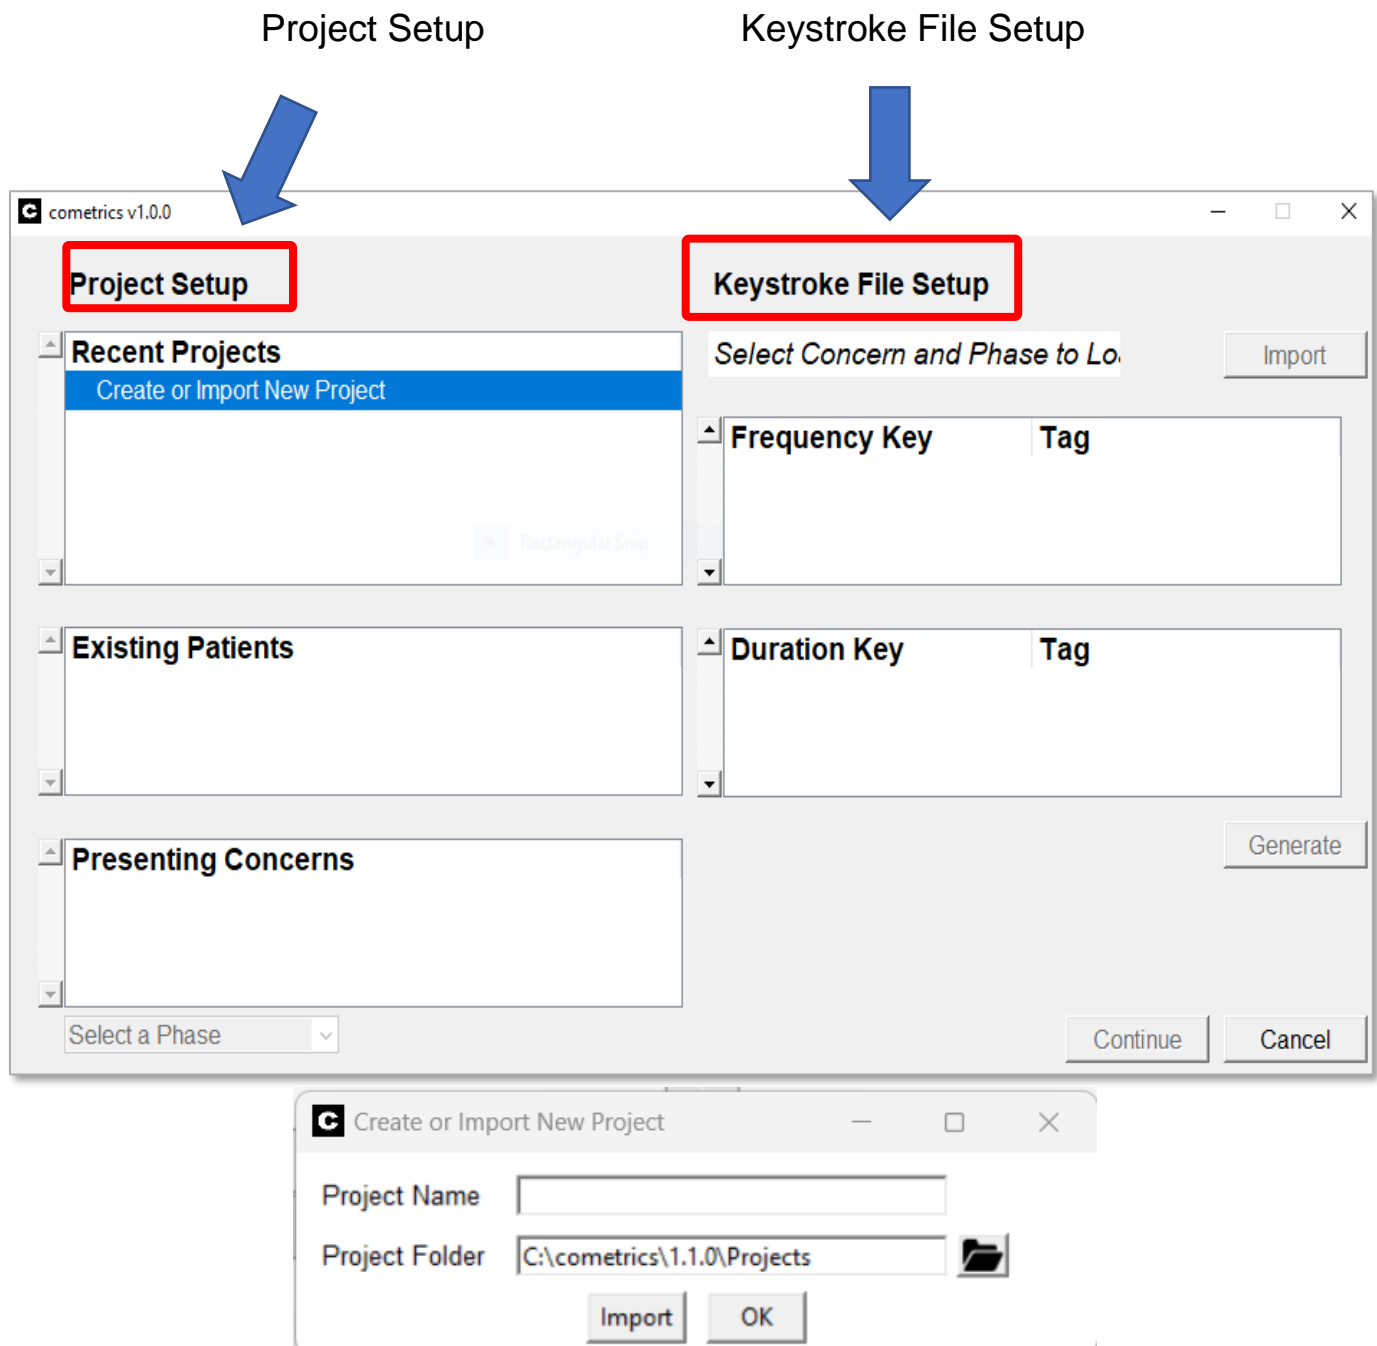 Project Setup
Keystroke File Setup
cometrics v1.0.0
Project Setup
Keystroke File Setup
Recent Projects
Create or Import New Project
Select Concern and Phase to Lo
Import
Frequency Key Tag
Rectangular Snip
Existing Patients
Duration Key Tag
Presenting Concerns
Generate
Select a Phase
Continue
Cancel
Create or Import New Project
Project Name
Project Folder C:\cometrics\1.1.0\Projects
Import OK